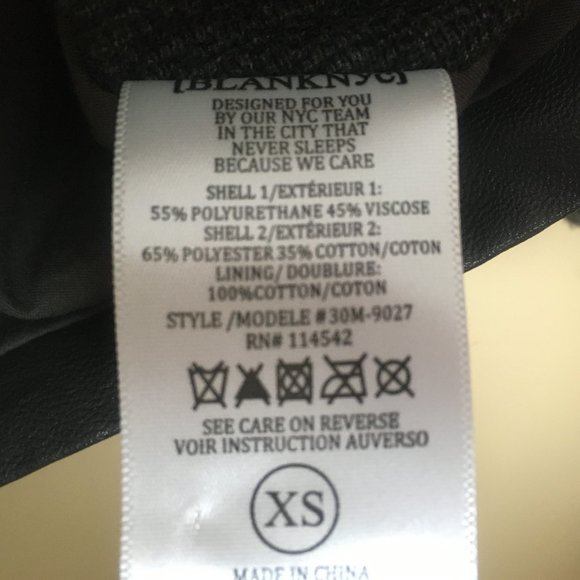 [BLANKNYC]
DESIGNED FOR YOU
BY OUR NYC TEAM
IN THE CITY THAT
NEVER SLEEPS
BECAUSE WE CARE
SHELL 1/EXTÉRIEUR 1:
55% POLYURETHANE 45% VISCOSE
SHELL 2/EXTÉRIEUR 2:
65% POLYESTER 35% COTTON/COTON
LINING/ DOUBLURE:
100%COTTON/COTON
STYLE /MODELE #30M-9027
RN# 114542
SEE CARE ON REVERSE
VOIR INSTRUCTION AUVERSO
XS
MADE IN CHINA